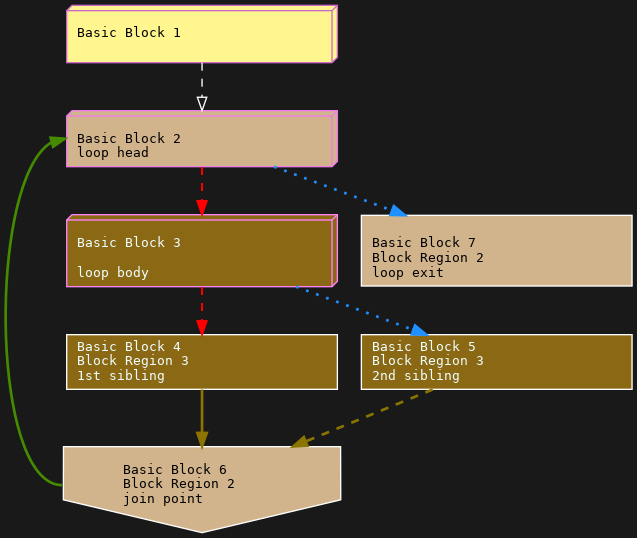 Basic Block 1
Basic Block 2
loop head
Basic Block 3
loop body
Basic Block 7
Block Region 2
loop exit
Basic Block 4
Block Region 3
1st sibling
Basic Block 5
Block Region 3
2nd sibling
Basic Block 6
Block Region 2
join point